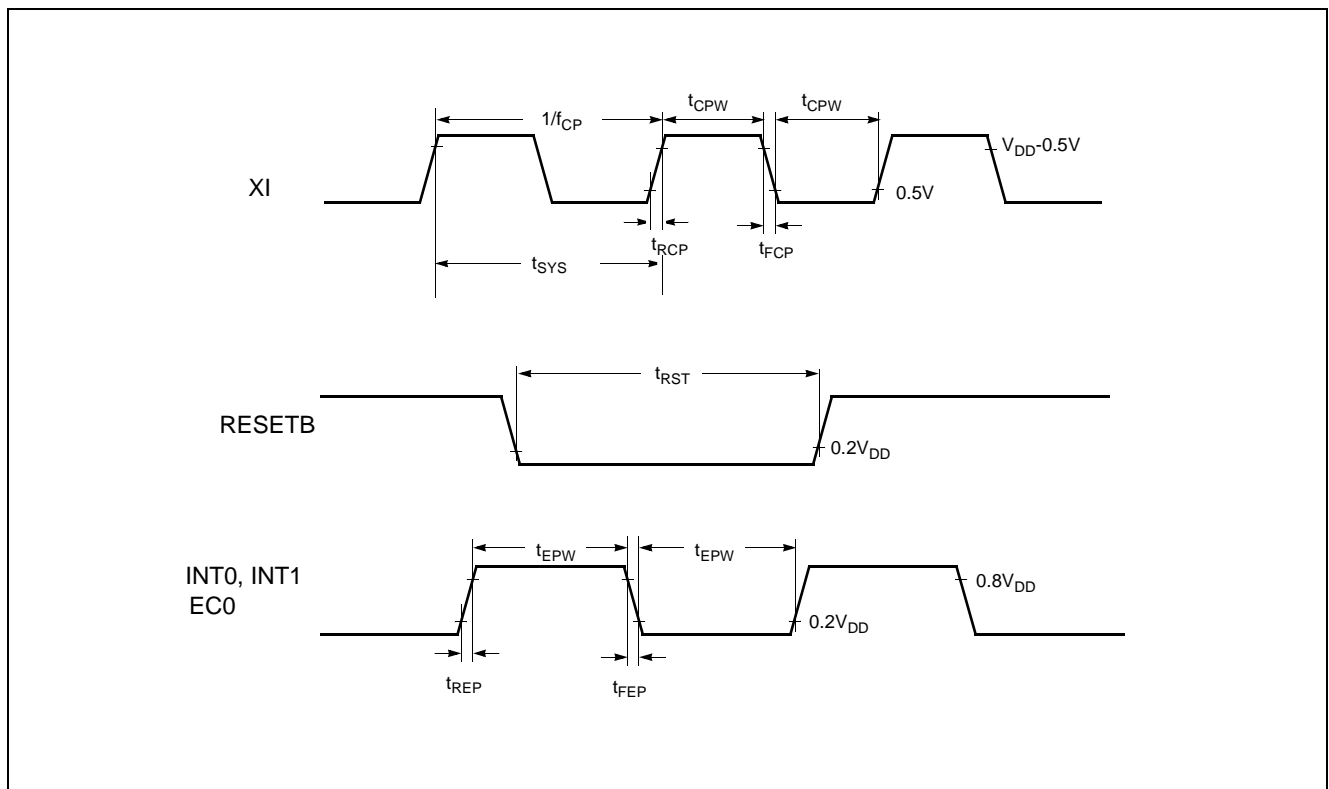 1/fCP
tCPW
tCPW
XI
VDD-0.5V
0.5V
tRCP
tFCP
tSYS
tRST
RESETB
0.2VDD
tEPW
tEPW
INT0, INT1
EC0
0.8VDD
0.2VDD
tREP
tFEP